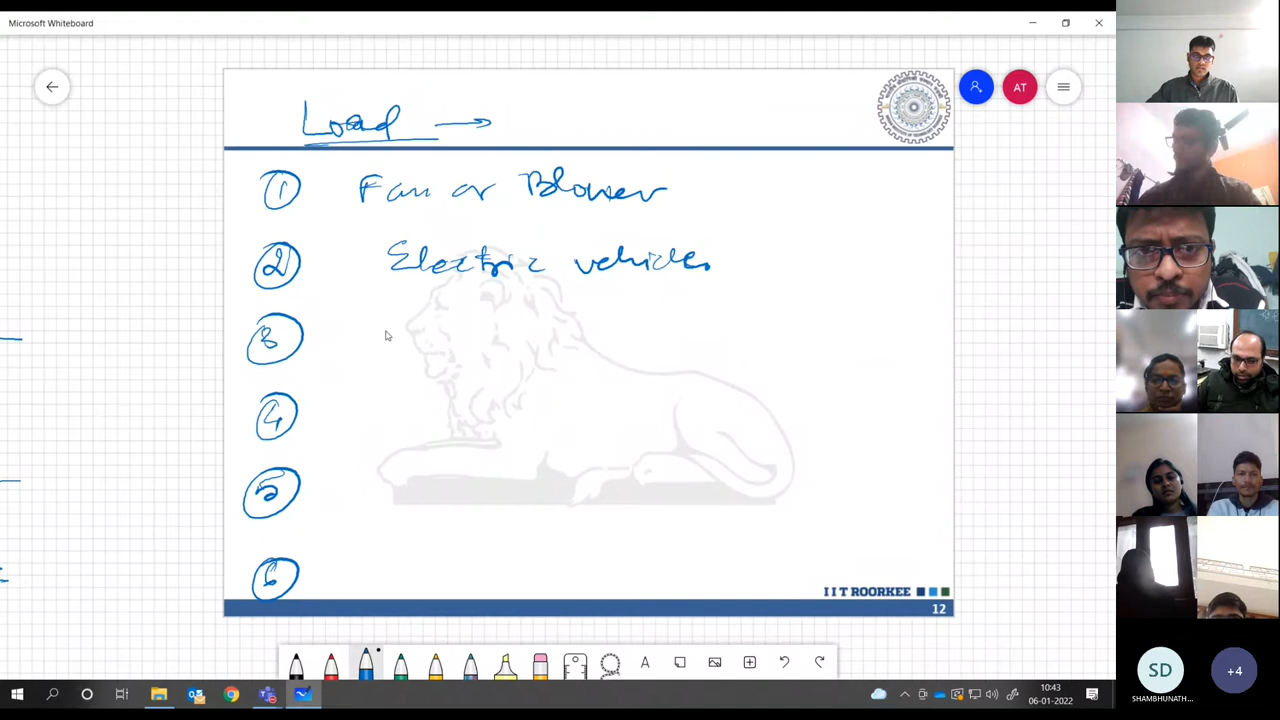 Microsoft Whiteboard
Load →
AT
① Fan or Blower
② Electric vehicles
③
④
⑤
⑥
I I T ROORKEE
12
A
SD
+4
SHAMBHUNATH...
10:43
06-01-2022